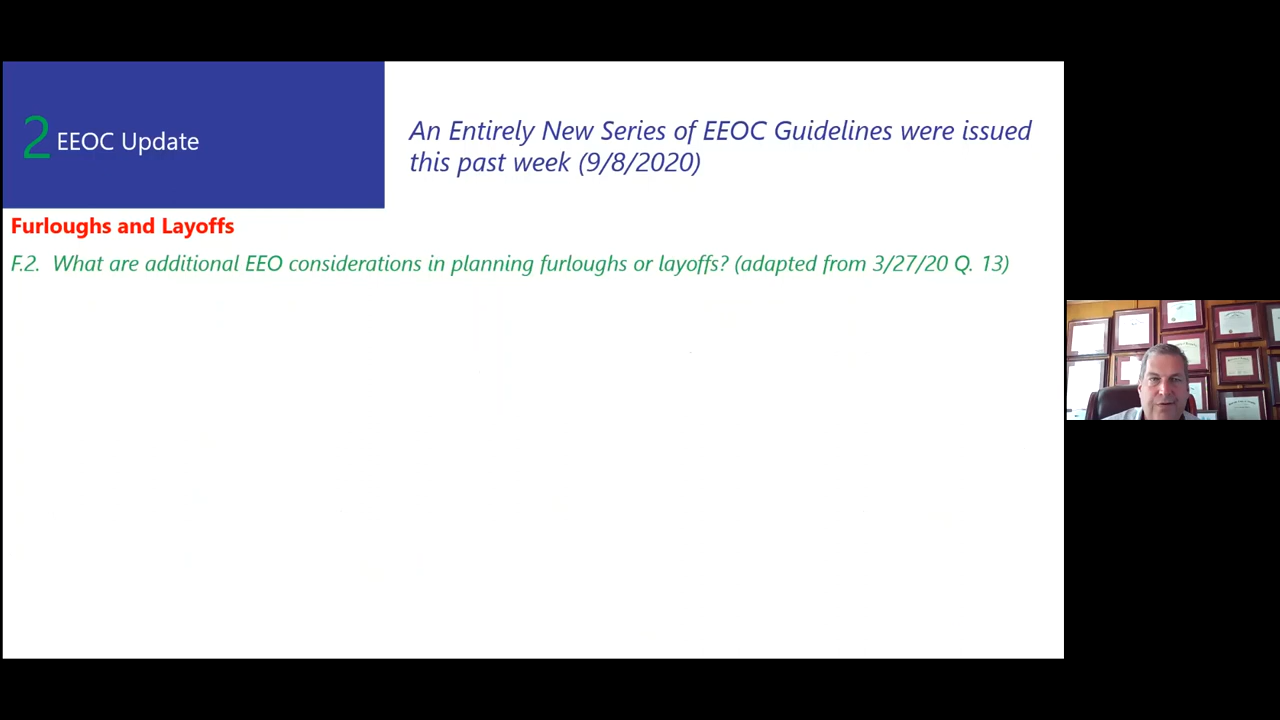 2 EEOC Update
An Entirely New Series of EEOC Guidelines were issued
this past week (9/8/2020)
Furloughs and Layoffs
F.2. What are additional EEO considerations in planning furloughs or layoffs? (adapted from 3/27/20 Q. 13)